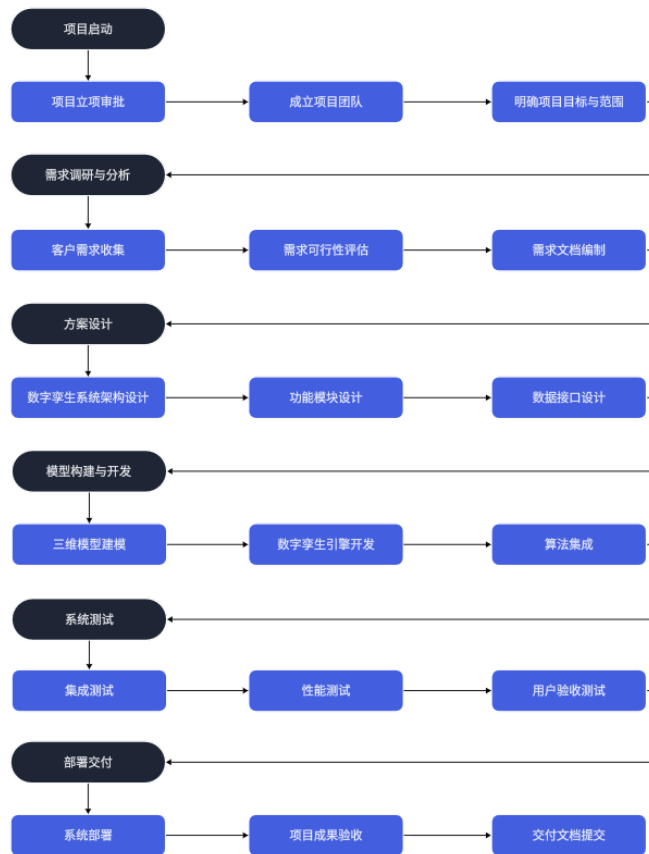 项目启动
项目立项审批
成立项目团队
明确项目目标与范围
需求调研与分析
客户需求收集
需求可行性评估
需求文档编制
方案设计
数字孪生系统架构设计
功能模块设计
数据接口设计
模型构建与开发
三维模型建模
数字孪生引擎开发
算法集成
系统测试
集成测试
性能测试
用户验收测试
部署交付
系统部署
项目成果验收
交付文档提交